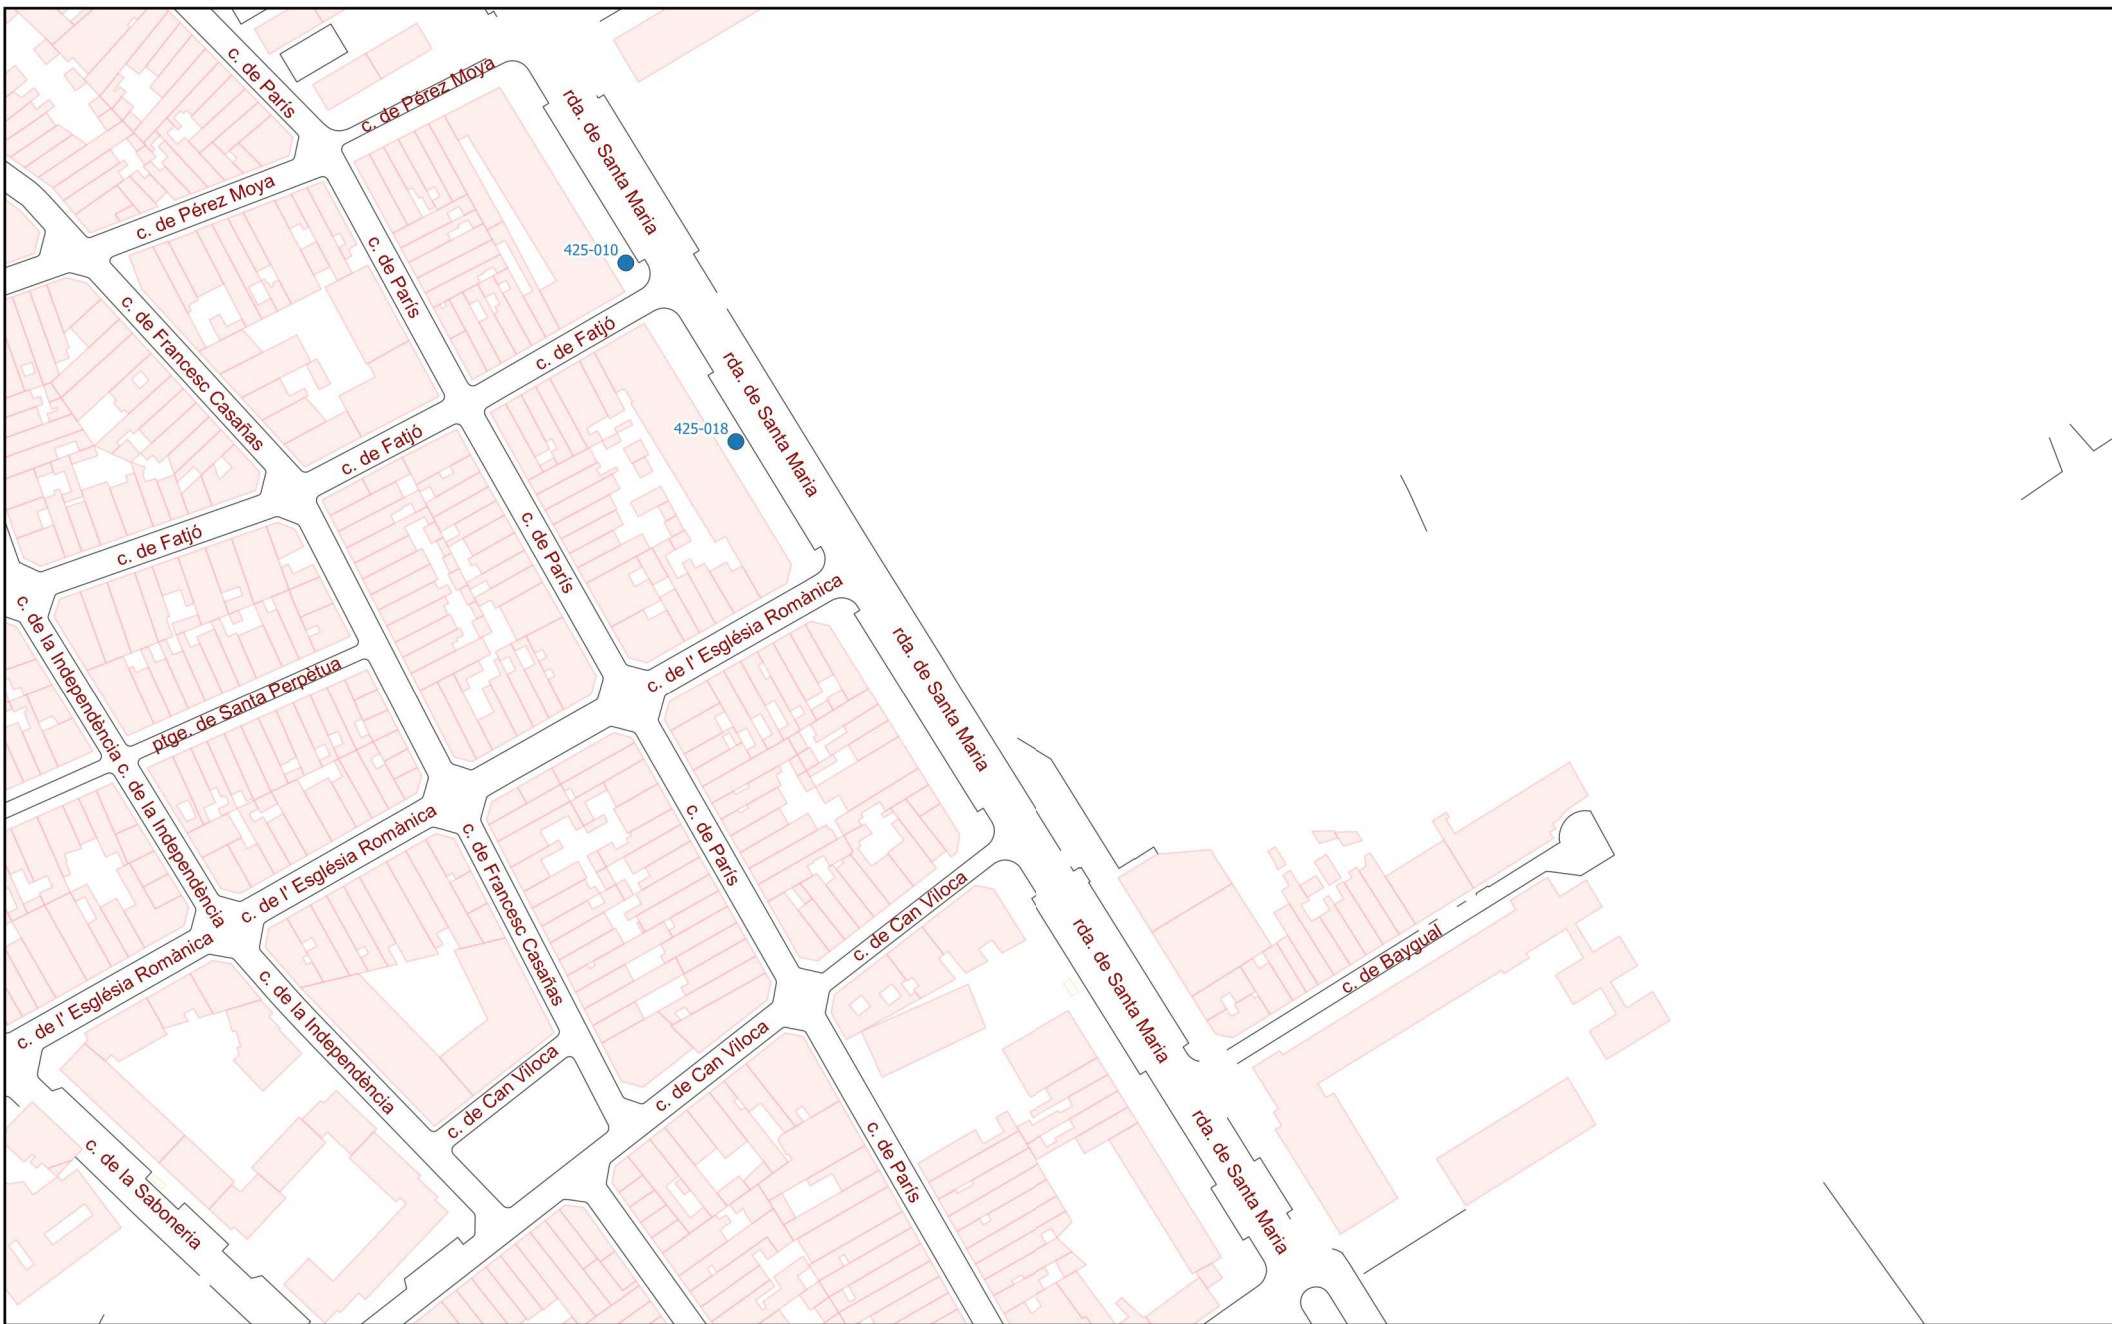 c. de París
c. de Pérez Moya
rda. de Santa Maria
c. de Pérez Moya
c. de París
425-010
c. de Francesc Casañas
c. de Fatjó
rda. de Santa Maria
c. de Fatjó
425-018
c. de Fatjó
c. de París
c. de la Independència
c. de l' Església Romànica
rda. de Santa Maria
ptge. de Santa Perpètua
c. de la Independència
c. de l' Església Romànica
c. de París
c. de Francesc Casañas
c. de Can Viloca
rda. de Santa Maria
c. de Baygual
c. de l' Església Romànica
c. de la Independència
c. de Can Viloca
c. de Can Viloca
c. de París
rda. de Santa Maria
c. de la Saboneria